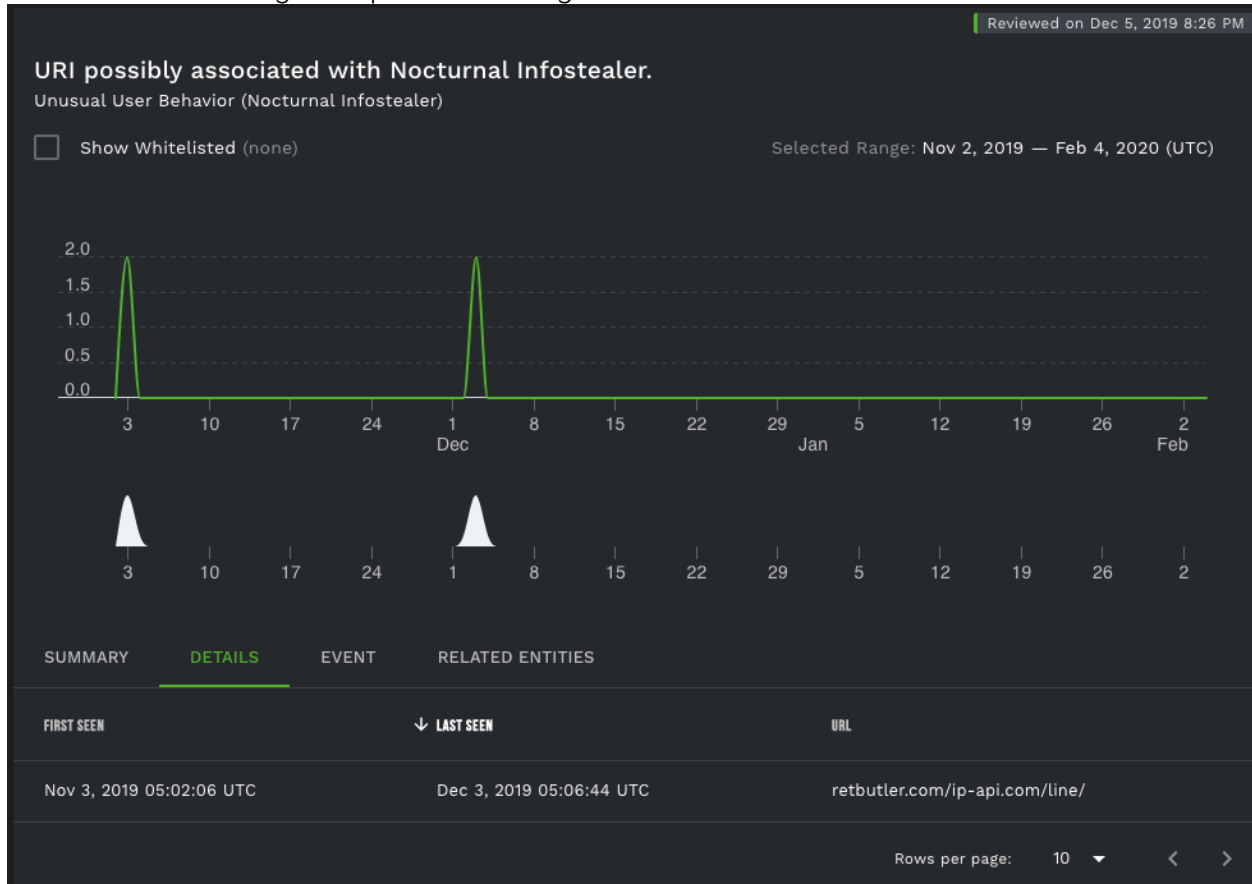 Reviewed on Dec 5, 2019 8:26 PM
URI possibly associated with Nocturnal Infostealer.
Unusual User Behavior (Nocturnal Infostealer)
Show Whitelisted (none) Selected Range: Nov 2, 2019 — Feb 4, 2020 (UTC)
2.0
1.5
1.0
0.5
0.0
3 10 17 24 1 8 15 22 29 5 12 19 26 2
Dec Jan Feb
3 10 17 24 1 8 15 22 29 5 12 19 26 2
SUMMARY DETAILS EVENT RELATED ENTITIES
FIRST SEEN LAST SEEN URL
Nov 3, 2019 05:02:06 UTC Dec 3, 2019 05:06:44 UTC retbutler.com/ip-api.com/line/
Rows per page: 10